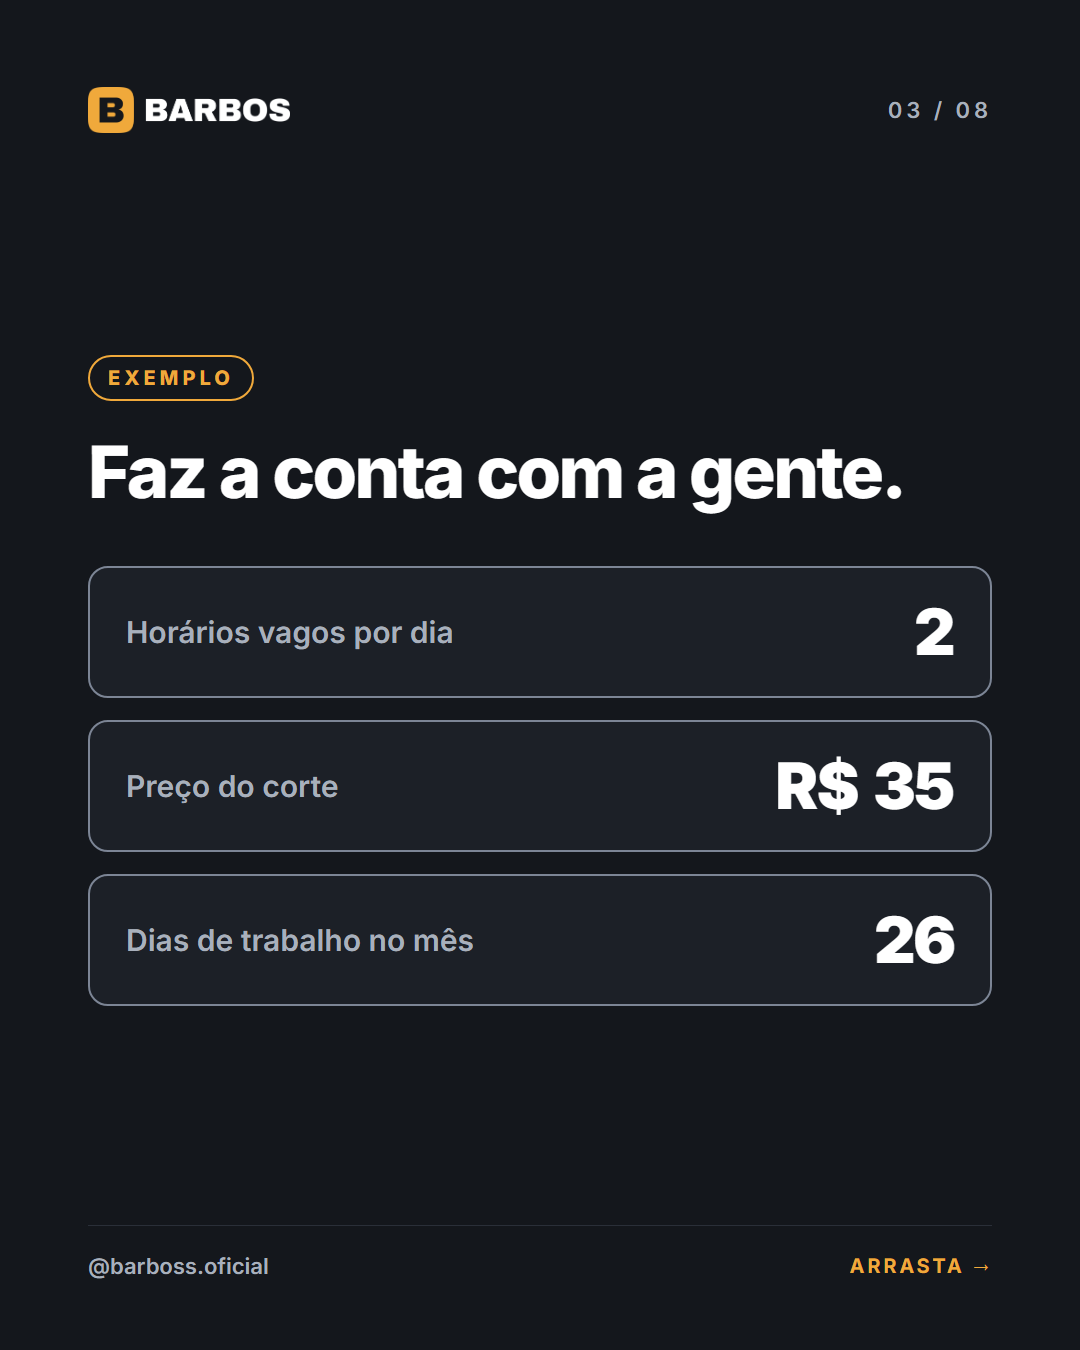 B BARBOS
03 / 08
EXEMPLO
Faz a conta com a gente.
Horários vagos por dia
2
Preço do corte
R$ 35
Dias de trabalho no mês
26
@barboss.oficial
ARRASTA →